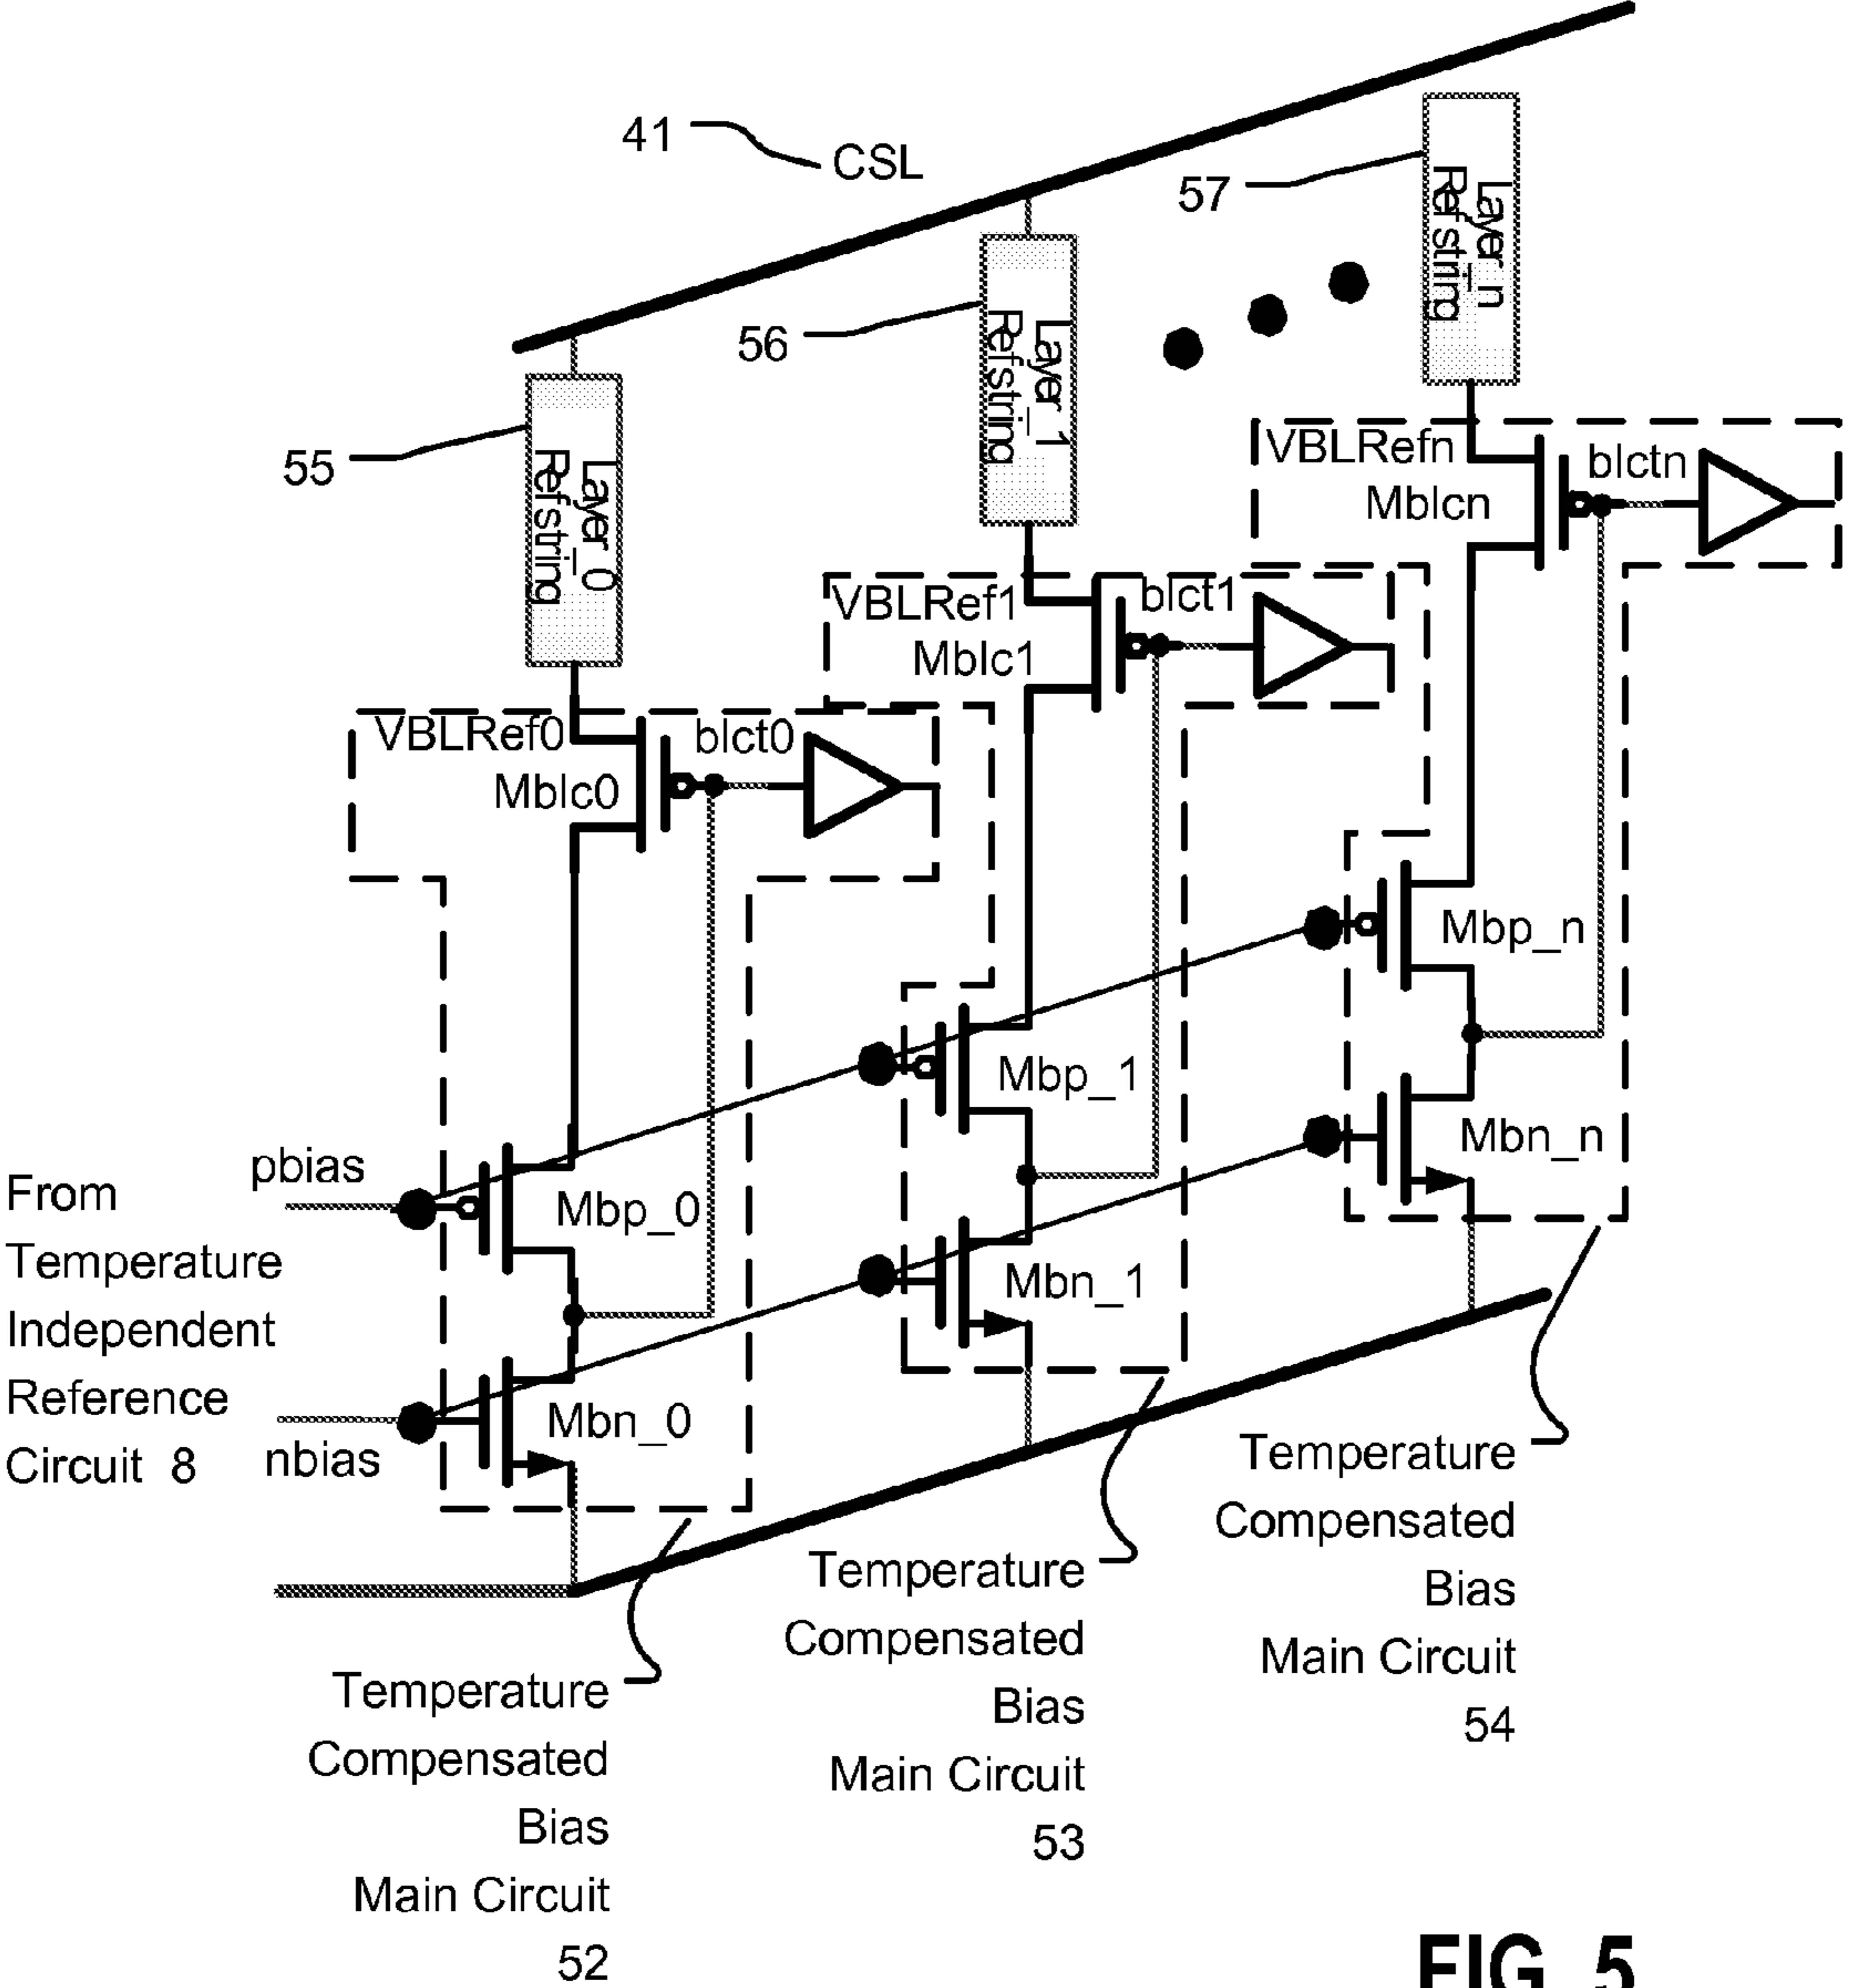 41
CSL
57
Layer_n
Refstring
56
Layer_1
Refstring
55
Layer_0
Refstring
VBLRefn
blctn
Mblcn
VBLRef1
blct1
Mblc1
VBLRef0
blct0
Mblc0
Mbp_n
Mbp_1
Mbn_n
pbias
Mbp_0
Mbn_1
Mbn_0
nbias
From
Temperature
Independent
Reference
Circuit 8
Temperature
Compensated
Bias
Main Circuit
54
Temperature
Compensated
Bias
Main Circuit
53
Temperature
Compensated
Bias
Main Circuit
52
FIG. 5